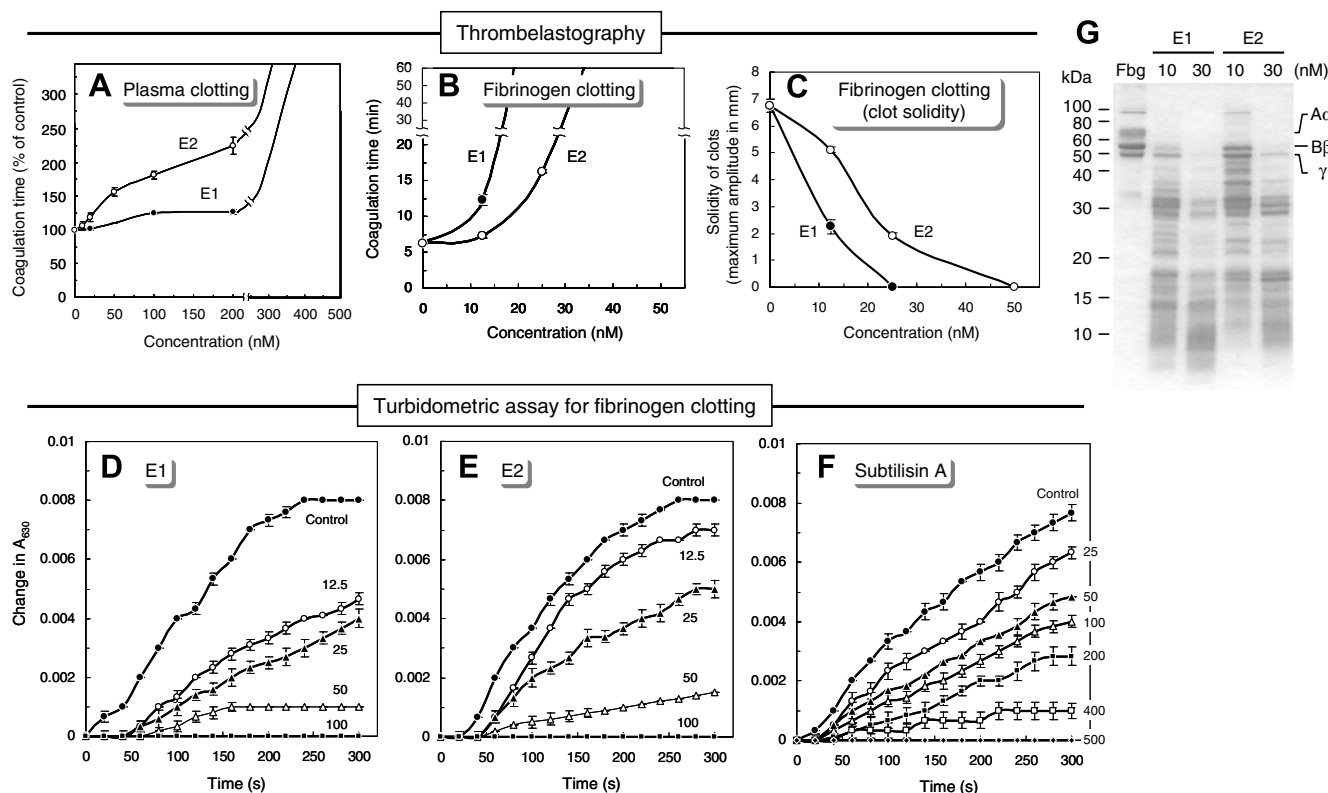 Thrombelastography
A Plasma clotting
Coagulation time (% of control)
300
250
200
150
100
50
0
E2
E1
0 50 100 150 200 300 400 500
Concentration (nM)
B Fibrinogen clotting
Coagulation time (min)
60
50
40
30
20
15
10
5
0
E1
E2
0 10 20 30 40 50
Concentration (nM)
C Fibrinogen clotting
(clot solidity)
Solidity of clots
(maximum amplitude in mm)
8
7
6
5
4
3
2
1
0
E1
E2
0 10 20 30 40 50
Concentration (nM)
G
E1 E2
kDa Fbg 10 30 10 30 (nM)
100
80
60
50
40
30
20
15
10
Aα
Bβ
γ
Turbidometric assay for fibrinogen clotting
D E1
Change in A630
0.01
0.008
0.006
0.004
0.002
0
Control
12.5
25
50
100
0 50 100 150 200 250 300
Time (s)
E E2
0.01
0.008
0.006
0.004
0.002
0
Control
12.5
25
50
100
0 50 100 150 200 250 300
Time (s)
F Subtilisin A
0.01
0.008
0.006
0.004
0.002
0
Control
25
50
100
200
400
500
0 50 100 150 200 250 300
Time (s)